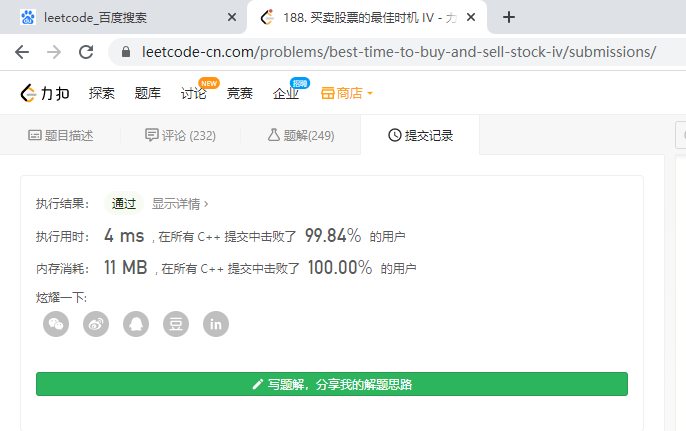 leetcode_百度搜索
188. 买卖股票的最佳时机 IV - 力
leetcode-cn.com/problems/best-time-to-buy-and-sell-stock-iv/submissions/
力扣 探索 题库 讨论 NEW 竞赛 企业 招聘 商店
题目描述 评论 (232) 题解(249) 提交记录
执行结果： 通过 显示详情 ›
执行用时： 4 ms , 在所有 C++ 提交中击败了 99.84% 的用户
内存消耗： 11 MB , 在所有 C++ 提交中击败了 100.00% 的用户
炫耀一下:
豆 in
写题解，分享我的解题思路